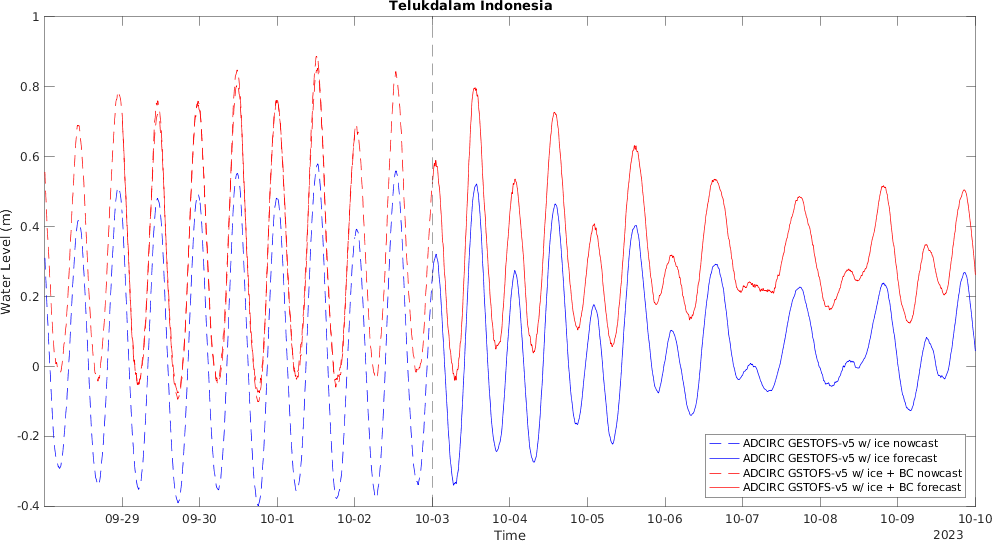 Telukdalam Indonesia
1
0.8
0.6
0.4
0.2
0
-0.2
-0.4
Water Level (m)
ADCIRC GESTOFS-v5 w/ ice nowcast
ADCIRC GESTOFS-v5 w/ ice forecast
ADCIRC GSTOFS-v5 w/ ice + BC nowcast
ADCIRC GSTOFS-v5 w/ ice + BC forecast
09-29 09-30 10-01 10-02 10-03 10-04 10-05 10-06 10-07 10-08 10-09 10-10
Time
2023